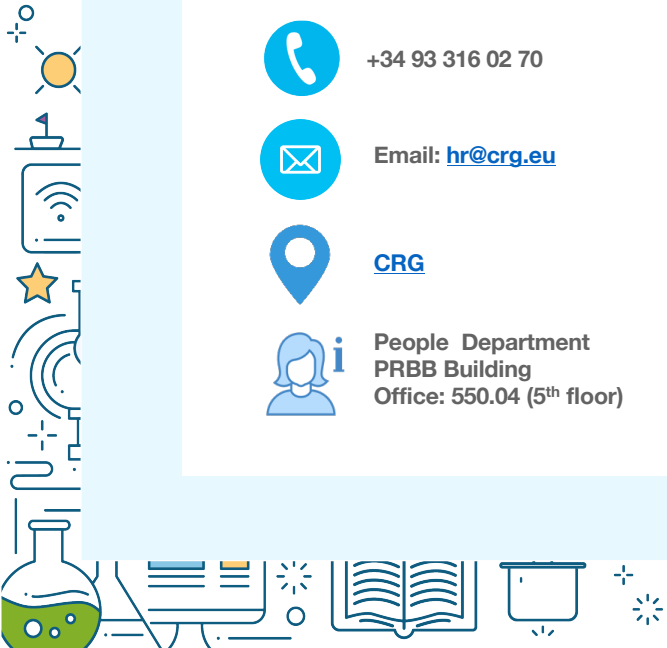 +34 93 316 02 70
Email: hr@crg.eu
CRG
i
People Department
PRBB Building
Office: 550.04 (5th floor)